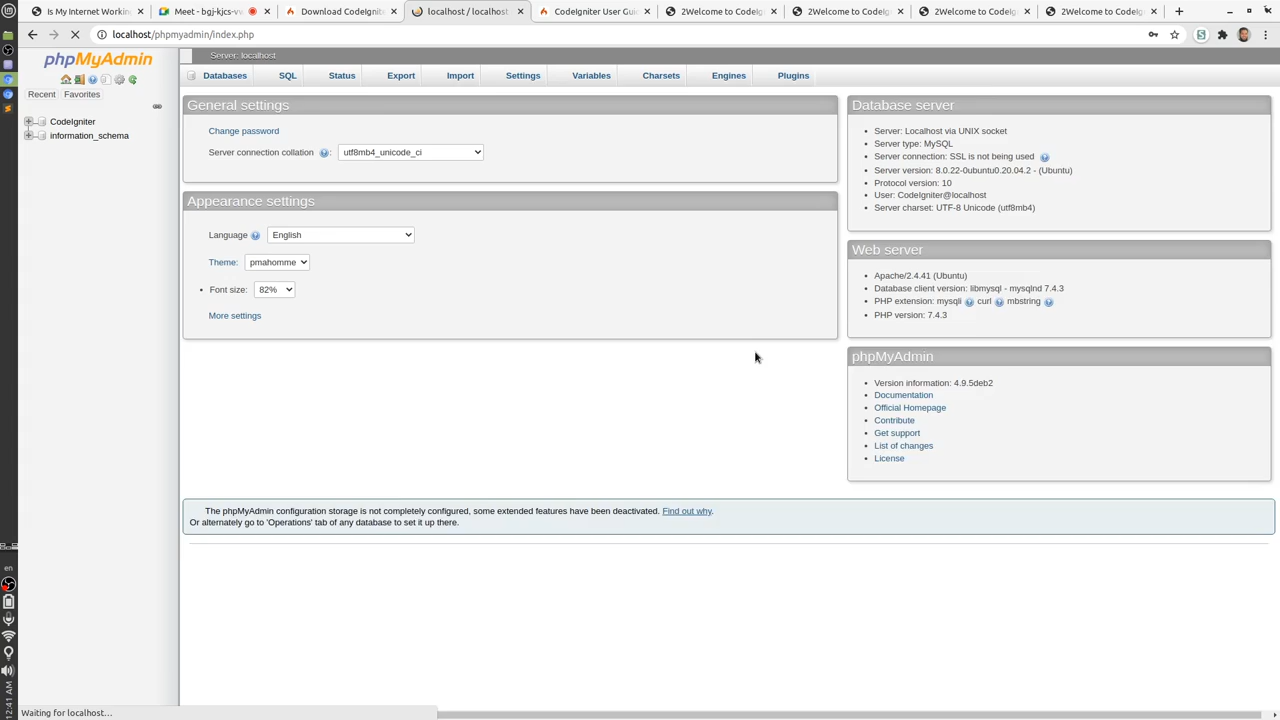 Is My Internet Workin
Meet - bgj-kjcs-vv
Download CodeIgnite
localhost / localhost
CodeIgniter User Gui
2Welcome to CodeIg
2Welcome to CodeIg
2Welcome to CodeIg
2Welcome to CodeIg
localhost/phpmyadmin/index.php
phpMyAdmin
Recent Favorites
CodeIgniter
information_schema
Server: localhost
Databases SQL Status Export Import Settings Variables Charsets Engines Plugins
General settings
Change password
Server connection collation : utf8mb4_unicode_ci
Appearance settings
Language English
Theme: pmahomme
Font size: 82%
More settings
Database server
Server: Localhost via UNIX socket
Server type: MySQL
Server connection: SSL is not being used
Server version: 8.0.22-0ubuntu0.20.04.2 - (Ubuntu)
Protocol version: 10
User: CodeIgniter@localhost
Server charset: UTF-8 Unicode (utf8mb4)
Web server
Apache/2.4.41 (Ubuntu)
Database client version: libmysql - mysqlnd 7.4.3
PHP extension: mysqli curl mbstring
PHP version: 7.4.3
phpMyAdmin
Version information: 4.9.5deb2
Documentation
Official Homepage
Contribute
Get support
List of changes
License
The phpMyAdmin configuration storage is not completely configured, some extended features have been deactivated. Find out why.
Or alternately go to 'Operations' tab of any database to set it up there.
en
12:41 AM
Waiting for localhost…